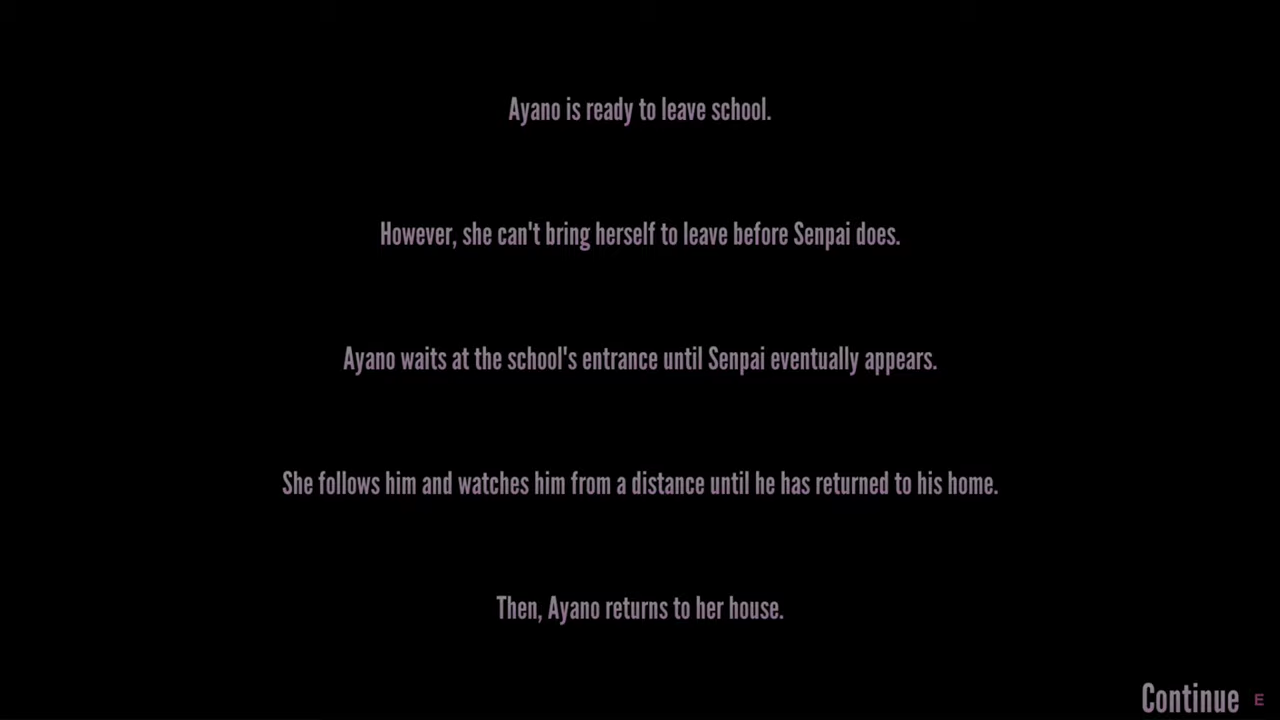 Ayano is ready to leave school.
However, she can't bring herself to leave before Senpai does.
Ayano waits at the school's entrance until Senpai eventually appears.
She follows him and watches him from a distance until he has returned to his home.
Then, Ayano returns to her house.
Continue E